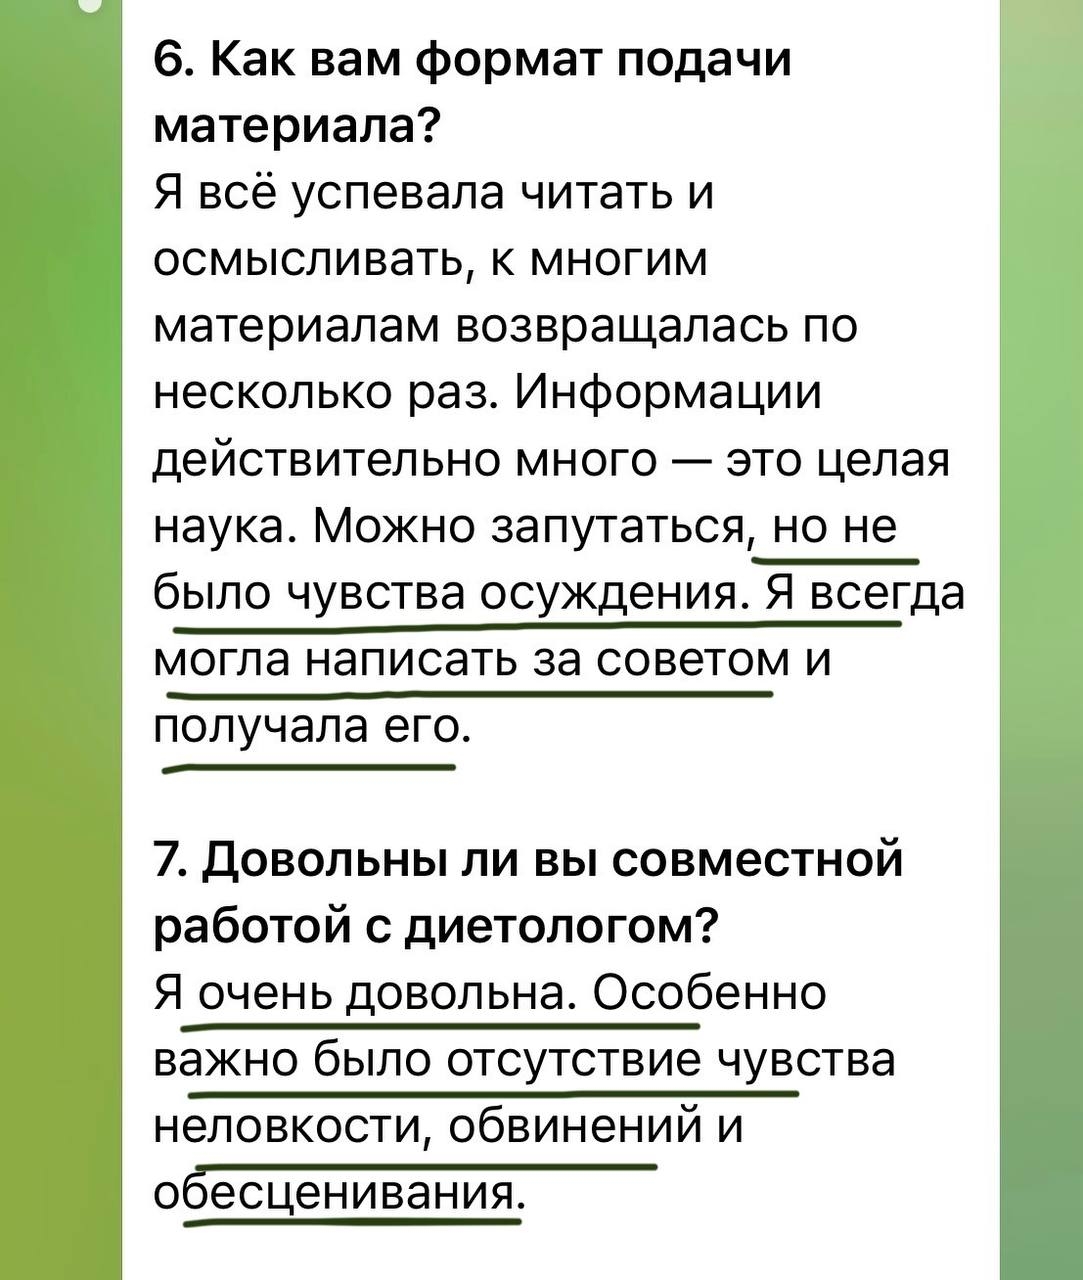 6. Как вам формат подачи
материала?
Я всё успевала читать и
осмысливать, к многим
материалам возвращалась по
несколько раз. Информации
действительно много — это целая
наука. Можно запутаться, но не
было чувства осуждения. Я всегда
могла написать за советом и
получала его.
7. Довольны ли вы совместной
работой с диетологом?
Я очень довольна. Особенно
важно было отсутствие чувства
неловкости, обвинений и
обесценивания.